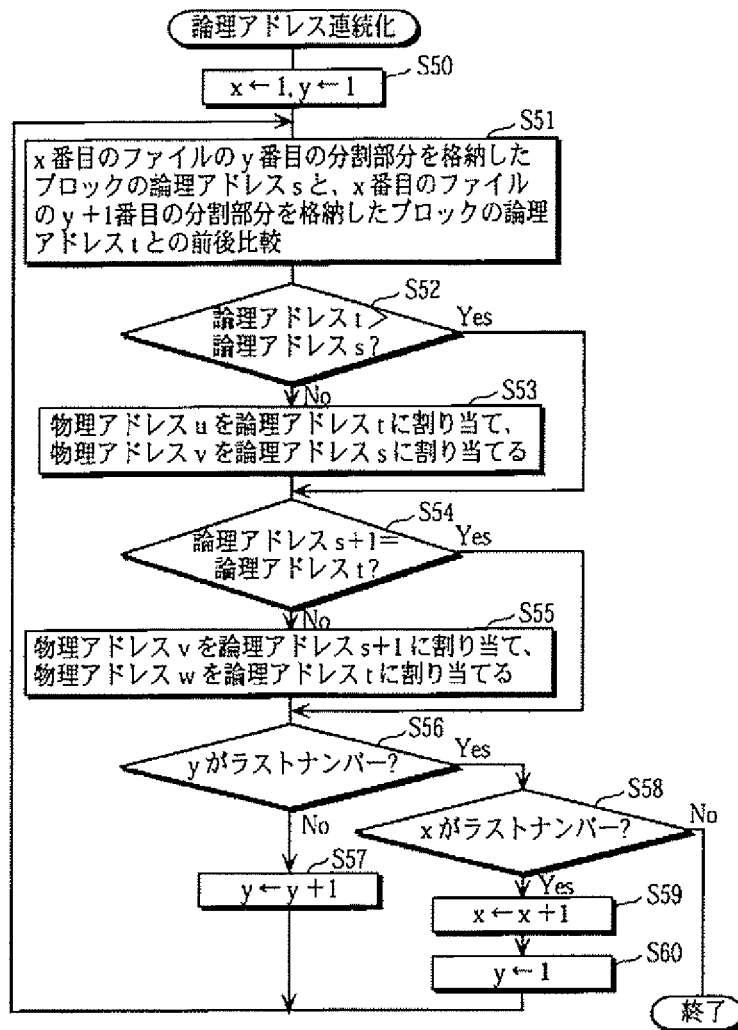 論理アドレス連続化
S50
x←1, y←1
S51
x番目のファイルのy番目の分割部分を格納した
ブロックの論理アドレスsと、x番目のファイル
のy+1番目の分割部分を格納したブロックの論理
アドレスtとの前後比較
S52
論理アドレスt>
論理アドレスs?
Yes
No
S53
物理アドレスuを論理アドレスtに割り当て、
物理アドレスvを論理アドレスsに割り当てる
S54
論理アドレスs+1=
論理アドレスt?
Yes
No
S55
物理アドレスvを論理アドレスs+1に割り当て、
物理アドレスwを論理アドレスtに割り当てる
S56
yがラストナンバー?
Yes
No
S57
y←y+1
S58
xがラストナンバー?
No
Yes
S59
x←x+1
S60
y←1
終了